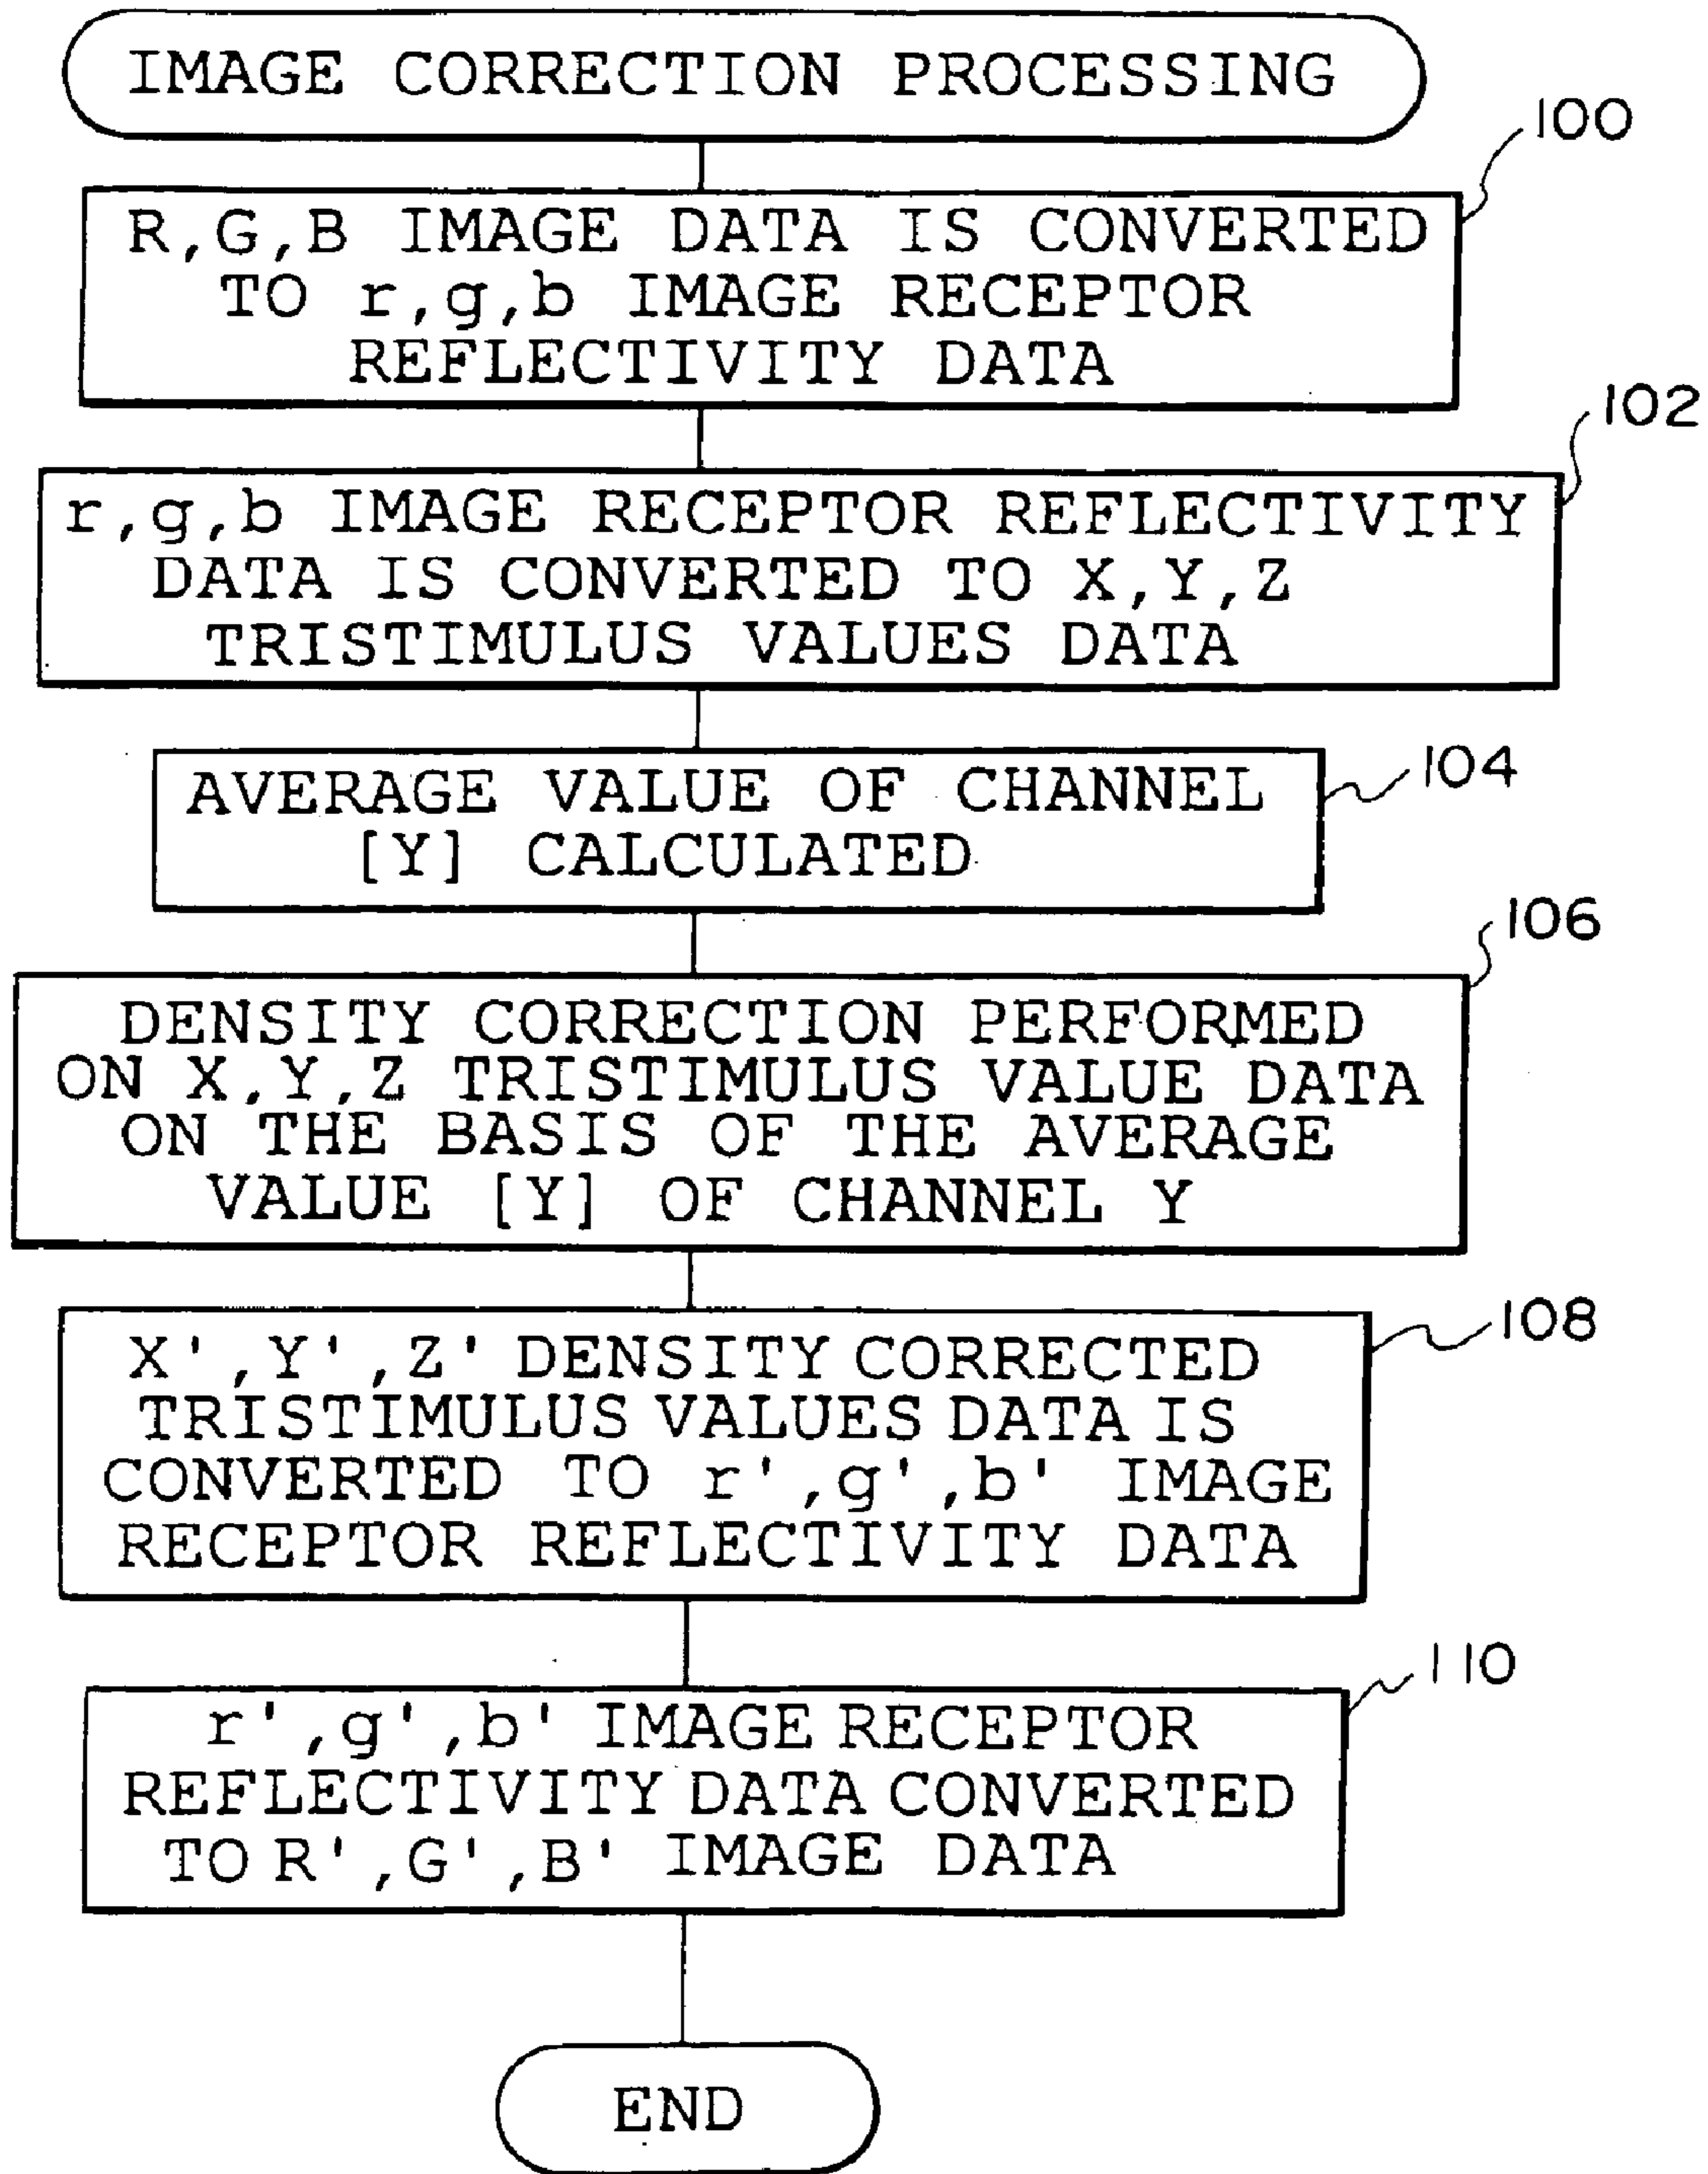 IMAGE CORRECTION PROCESSING
100
R,G,B IMAGE DATA IS CONVERTED
TO r,g,b IMAGE RECEPTOR
REFLECTIVITY DATA
102
r,g,b IMAGE RECEPTOR REFLECTIVITY
DATA IS CONVERTED TO X,Y,Z
TRISTIMULUS VALUES DATA
104
AVERAGE VALUE OF CHANNEL
[Y] CALCULATED
106
DENSITY CORRECTION PERFORMED
ON X,Y,Z TRISTIMULUS VALUE DATA
ON THE BASIS OF THE AVERAGE
VALUE [Y] OF CHANNEL Y
108
X',Y',Z' DENSITY CORRECTED
TRISTIMULUS VALUES DATA IS
CONVERTED TO r',g',b' IMAGE
RECEPTOR REFLECTIVITY DATA
110
r',g',b' IMAGE RECEPTOR
REFLECTIVITY DATA CONVERTED
TO R',G',B' IMAGE DATA
END